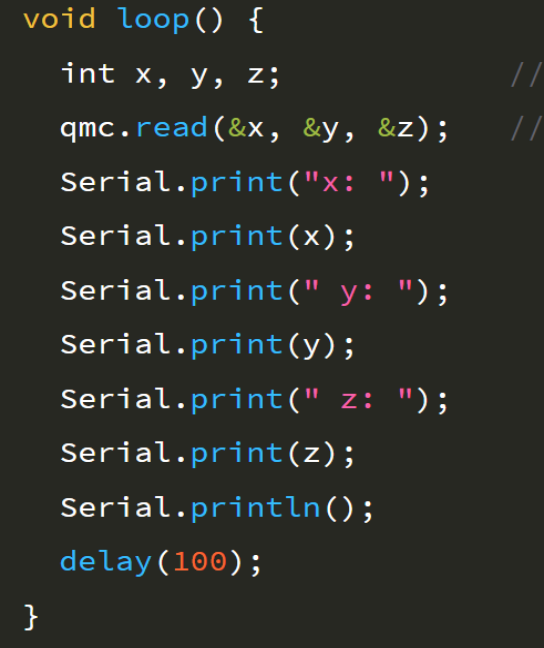 void loop() {
  int x, y, z;             //
  qmc.read(&x, &y, &z);    //
  Serial.print("x: ");
  Serial.print(x);
  Serial.print(" y: ");
  Serial.print(y);
  Serial.print(" z: ");
  Serial.print(z);
  Serial.println();
  delay(100);
}